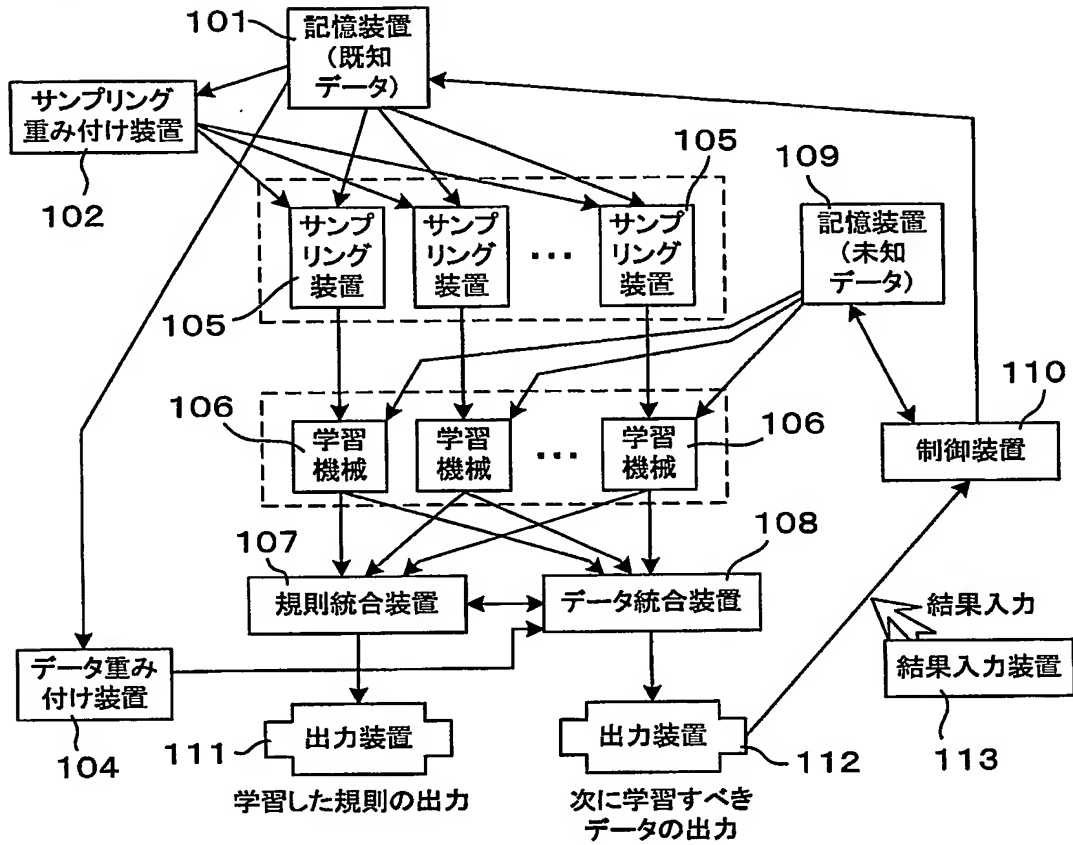 101
記憶装置
(既知
データ)
サンプリング
重み付け装置
102
105
109
記憶装置
(未知
データ)
サンプ
リング
装置
サンプ
リング
装置
...
サンプ
リング
装置
105
110
制御装置
106
学習
機械
学習
機械
...
学習
機械
106
107
規則統合装置
108
データ統合装置
結果入力
結果入力装置
113
データ重み
付け装置
104
111
出力装置
学習した規則の出力
出力装置
112
次に学習すべき
データの出力